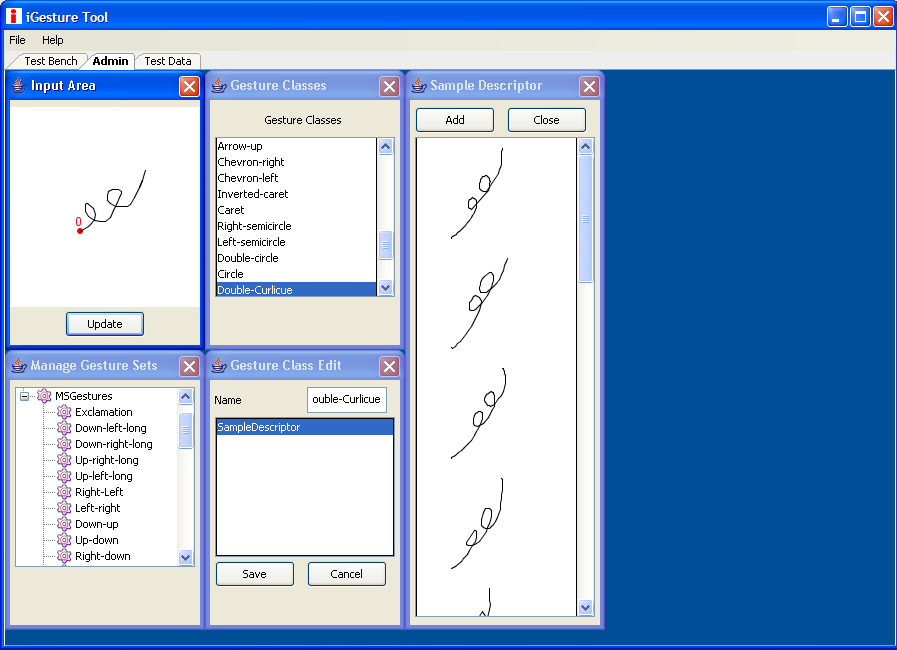 iGesture Tool
File Help
Test Bench Admin Test Data
Input Area
0
Update
Gesture Classes
Gesture Classes
Arrow-up
Chevron-right
Chevron-left
Inverted-caret
Caret
Right-semicircle
Left-semicircle
Double-circle
Circle
Double-Curlicue
Sample Descriptor
Add Close
Manage Gesture Sets
MSGestures
Exclamation
Down-left-long
Down-right-long
Up-right-long
Up-left-long
Right-Left
Left-right
Down-up
Up-down
Right-down
Gesture Class Edit
Name ouble-Curlicue
SampleDescriptor
Save Cancel